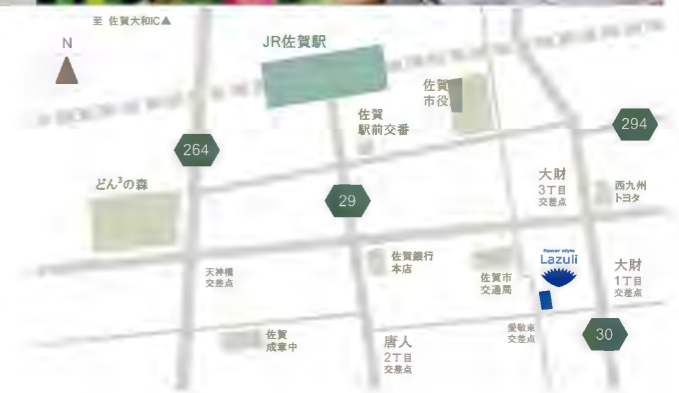 至 佐賀大和IC▲
N
JR佐賀駅
佐賀
市役
佐賀
駅前交番
264
294
どん³の森
29
大財
3丁目
交差点
西九州
トヨタ
天神橋
交差点
佐賀銀行
本店
佐賀市
交通局
flower style
Lazuli
大財
1丁目
交差点
佐賀
成章中
唐人
2丁目
交差点
愛敬東
交差点
30